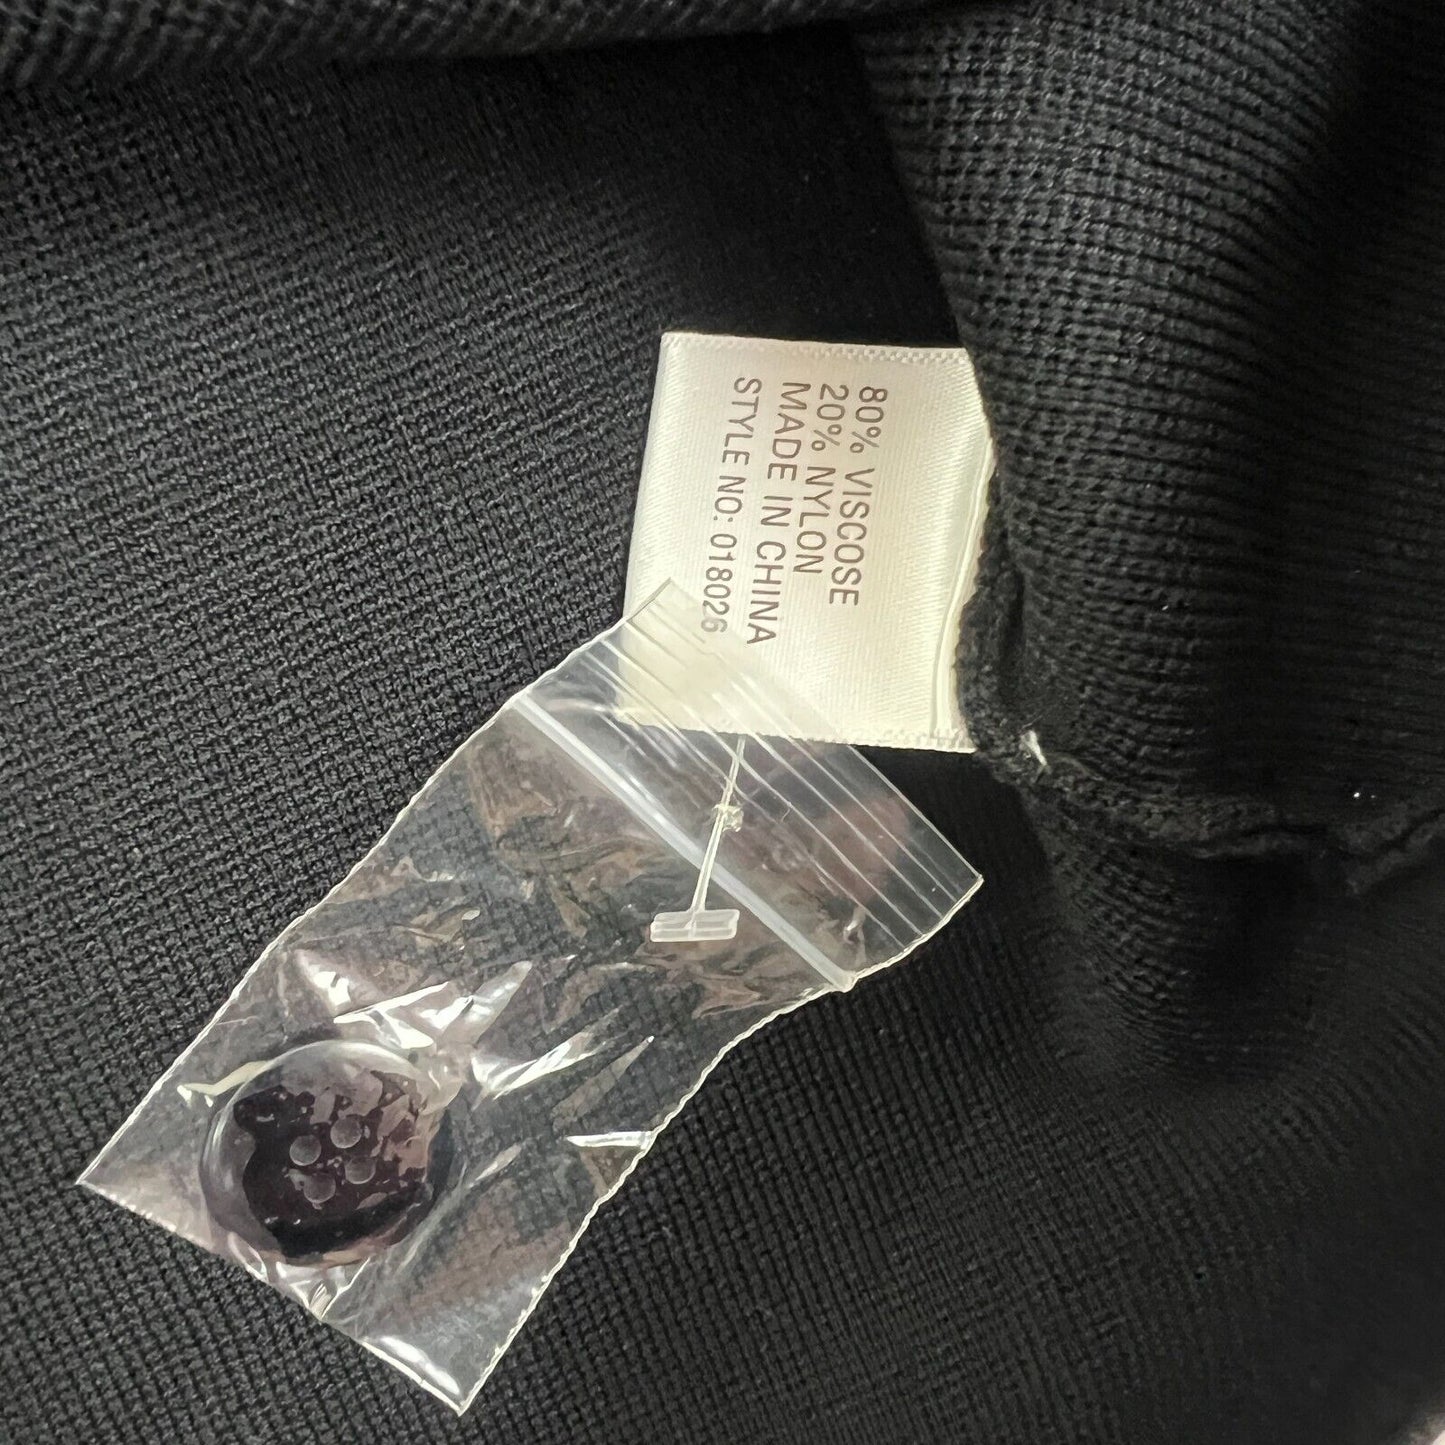 80% VISCOSE
20% NYLON
MADE IN CHINA
STYLE NO: 018026